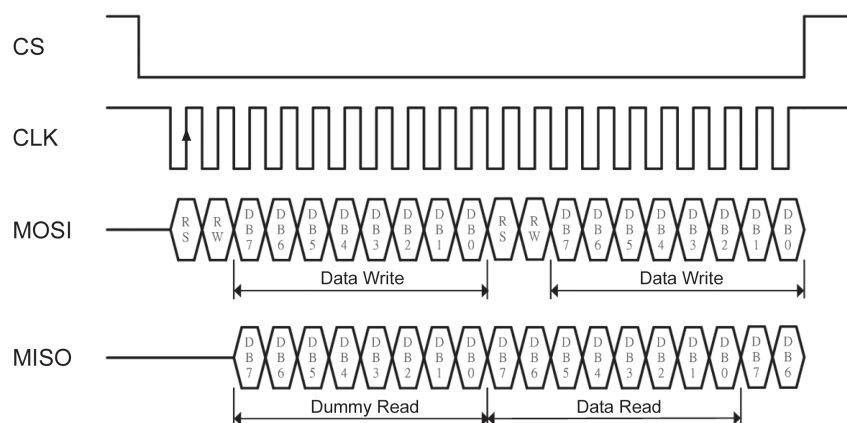 CS
CLK
MOSI
RS RW DB7 DB6 DB5 DB4 DB3 DB2 DB1 DB0 RS RW DB7 DB6 DB5 DB4 DB3 DB2 DB1 DB0
Data Write Data Write
MISO
DB7 DB6 DB5 DB4 DB3 DB2 DB1 DB0 DB7 DB6 DB5 DB4 DB3 DB2 DB1 DB0 DB7 DB6
Dummy Read Data Read